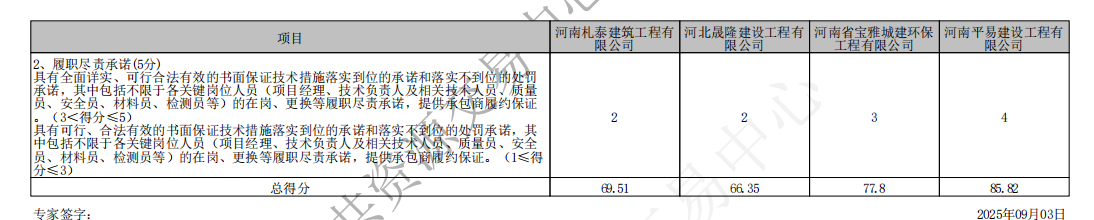 项目
河南札泰建筑工程有
限公司
河北晟隆建设工程有
限公司
河南省宝雅城建环保
工程有限公司
河南平易建设工程有
限公司
2、履职尽责承诺(5分)
具有全面详实、可行合法有效的书面保证技术措施落实到位的承诺和落实不到位的处罚
承诺，其中包括不限于各关键岗位人员（项目经理、技术负责人及相关技术人员、质量
员、安全员、材料员、检测员等）的在岗、更换等履职尽责承诺，提供承包商履约保证
。（3＜得分≤5）
具有可行、合法有效的书面保证技术措施落实到位的承诺和落实不到位的处罚承诺，其
中包括不限于各关键岗位人员（项目经理、技术负责人及相关技术人员、质量员、安全
员、材料员、检测员等）的在岗、更换等履职尽责承诺，提供承包商履约保证。（1≤得
分≤3）
2
2
3
4
总得分
69.51
66.35
77.8
85.82
专家签字：
2025年09月03日
共资源交易中心
易中心